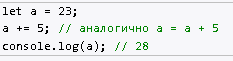 let a = 23;
a += 5; // аналогично a = a + 5
console.log(a); // 28